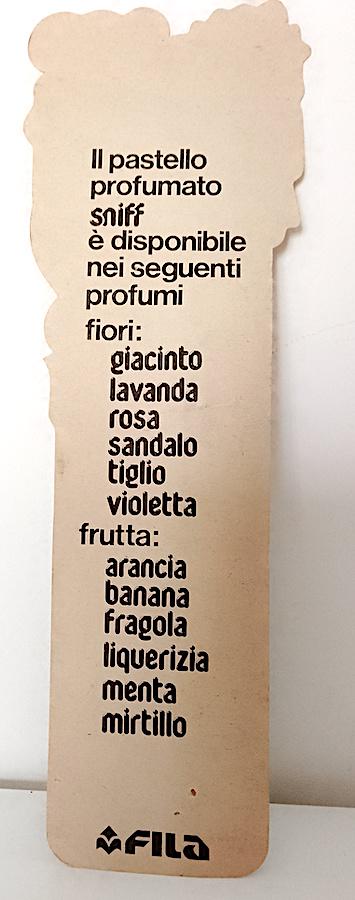 Il pastello
profumato
sniff
è disponibile
nei seguenti
profumi
fiori:
giacinto
lavanda
rosa
sandalo
tiglio
violetta
frutta:
arancia
banana
fragola
liquerizia
menta
mirtillo
FILA